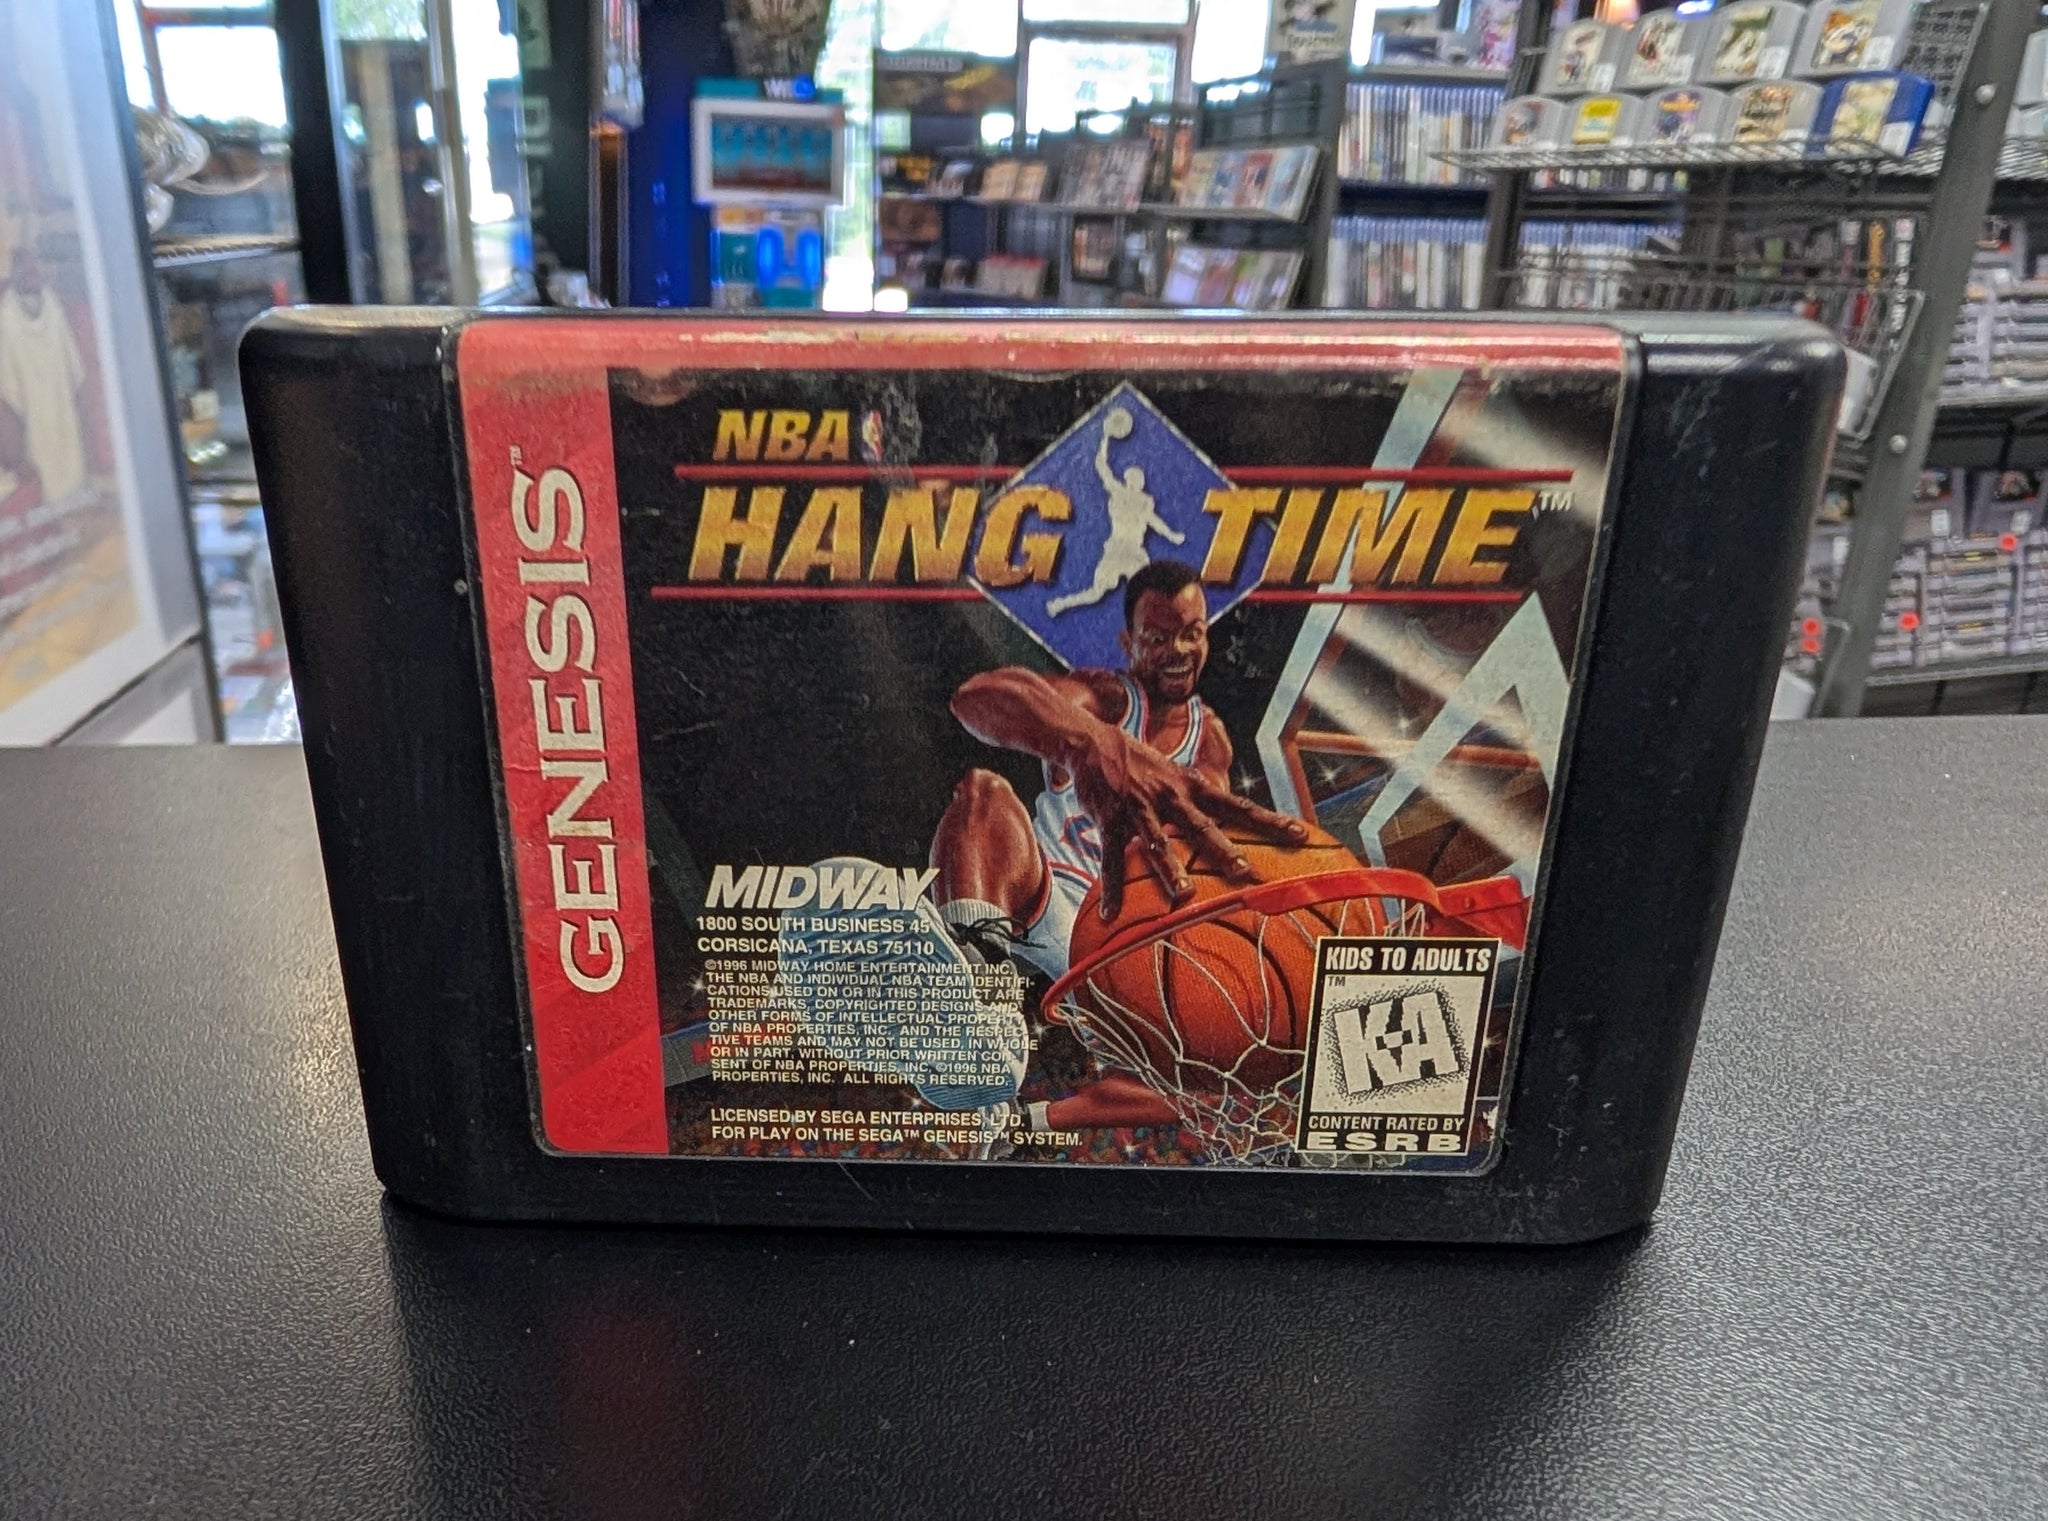 GENESIS™
NBA
HANG TIME™
MIDWAY
1800 SOUTH BUSINESS 45
CORSICANA, TEXAS 75110
©1996 MIDWAY HOME ENTERTAINMENT INC.
THE NBA AND INDIVIDUAL NBA TEAM IDENTIFI-
CATIONS USED ON OR IN THIS PRODUCT ARE
TRADEMARKS, COPYRIGHTED DESIGNS AND
OTHER FORMS OF INTELLECTUAL PROPERTY
OF NBA PROPERTIES, INC. AND THE RESPEC-
TIVE TEAMS AND MAY NOT BE USED, IN WHOLE
OR IN PART, WITHOUT PRIOR WRITTEN CON-
SENT OF NBA PROPERTIES, INC. ©1996 NBA
PROPERTIES, INC. ALL RIGHTS RESERVED.
LICENSED BY SEGA ENTERPRISES, LTD.
FOR PLAY ON THE SEGA™ GENESIS™ SYSTEM.
KIDS TO ADULTS
™
K-A
CONTENT RATED BY
ESRB